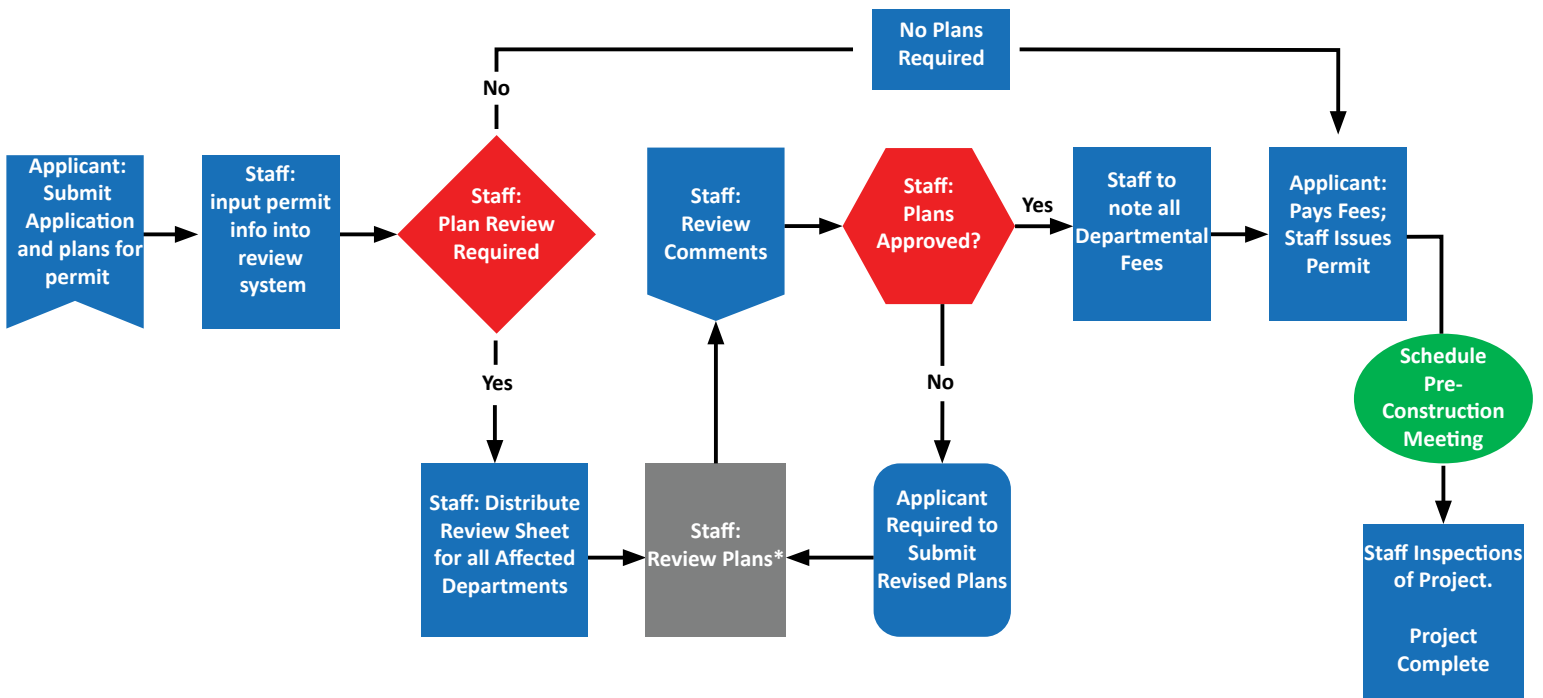 No Plans
Required
No
Applicant:
Submit
Application
and plans for
permit
Staff:
input permit
info into
review
system
Staff:
Plan Review
Required
Staff:
Review
Comments
Staff:
Plans
Approved?
Yes
Staff to
note all
Departmental
Fees
Applicant:
Pays Fees;
Staff Issues
Permit
Yes
No
Schedule
Pre-
Construction
Meeting
Staff: Distribute
Review Sheet
for all Affected
Departments
Staff:
Review Plans*
Applicant
Required to
Submit
Revised Plans
Staff Inspections
of Project.
Project
Complete